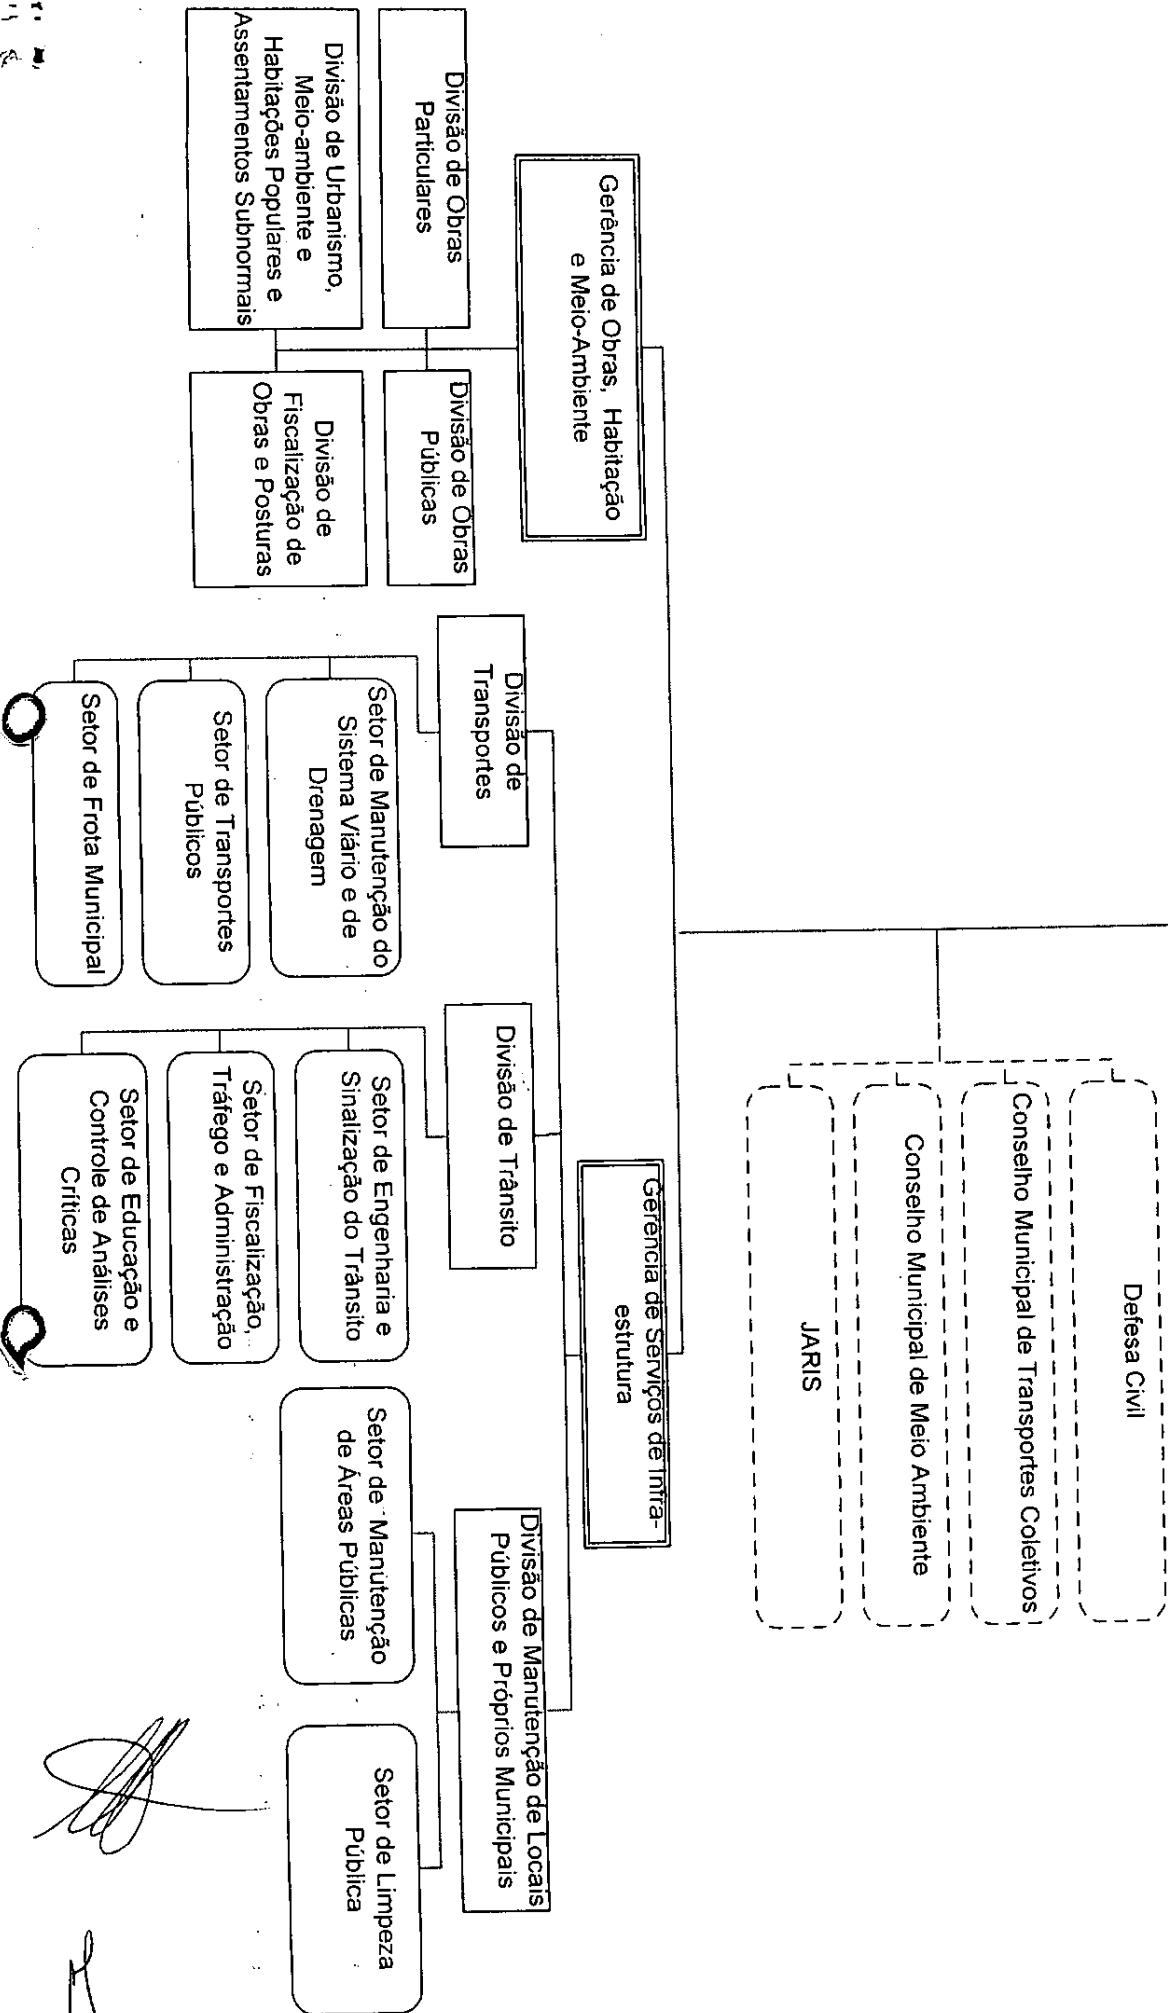 Defesa Civil
Conselho Municipal de Transportes Coletivos
Conselho Municipal de Meio Ambiente
JARIS
Gerência de Obras, Habitação
e Meio-Ambiente
Divisão de Obras
Particulares
Divisão de Obras
Públicas
Divisão de Urbanismo,
Meio-ambiente e
Habitações Populares e
Assentamentos Subnormais
Divisão de
Fiscalização de
Obras e Posturas
Gerência de Serviços de Infra-
estrutura
Divisão de
Transportes
Setor de Manutenção do
Sistema Viário e de
Drenagem
Setor de Transportes
Públicos
Setor de Frota Municipal
Divisão de Trânsito
Setor de Engenharia e
Sinalização do Trânsito
Setor de Fiscalização,
Tráfego e Administração
Setor de Educação e
Controle de Análises
Críticas
Divisão de Manutenção de Locais
Públicos e Próprios Municipais
Setor de Manutenção
de Áreas Públicas
Setor de Limpeza
Pública